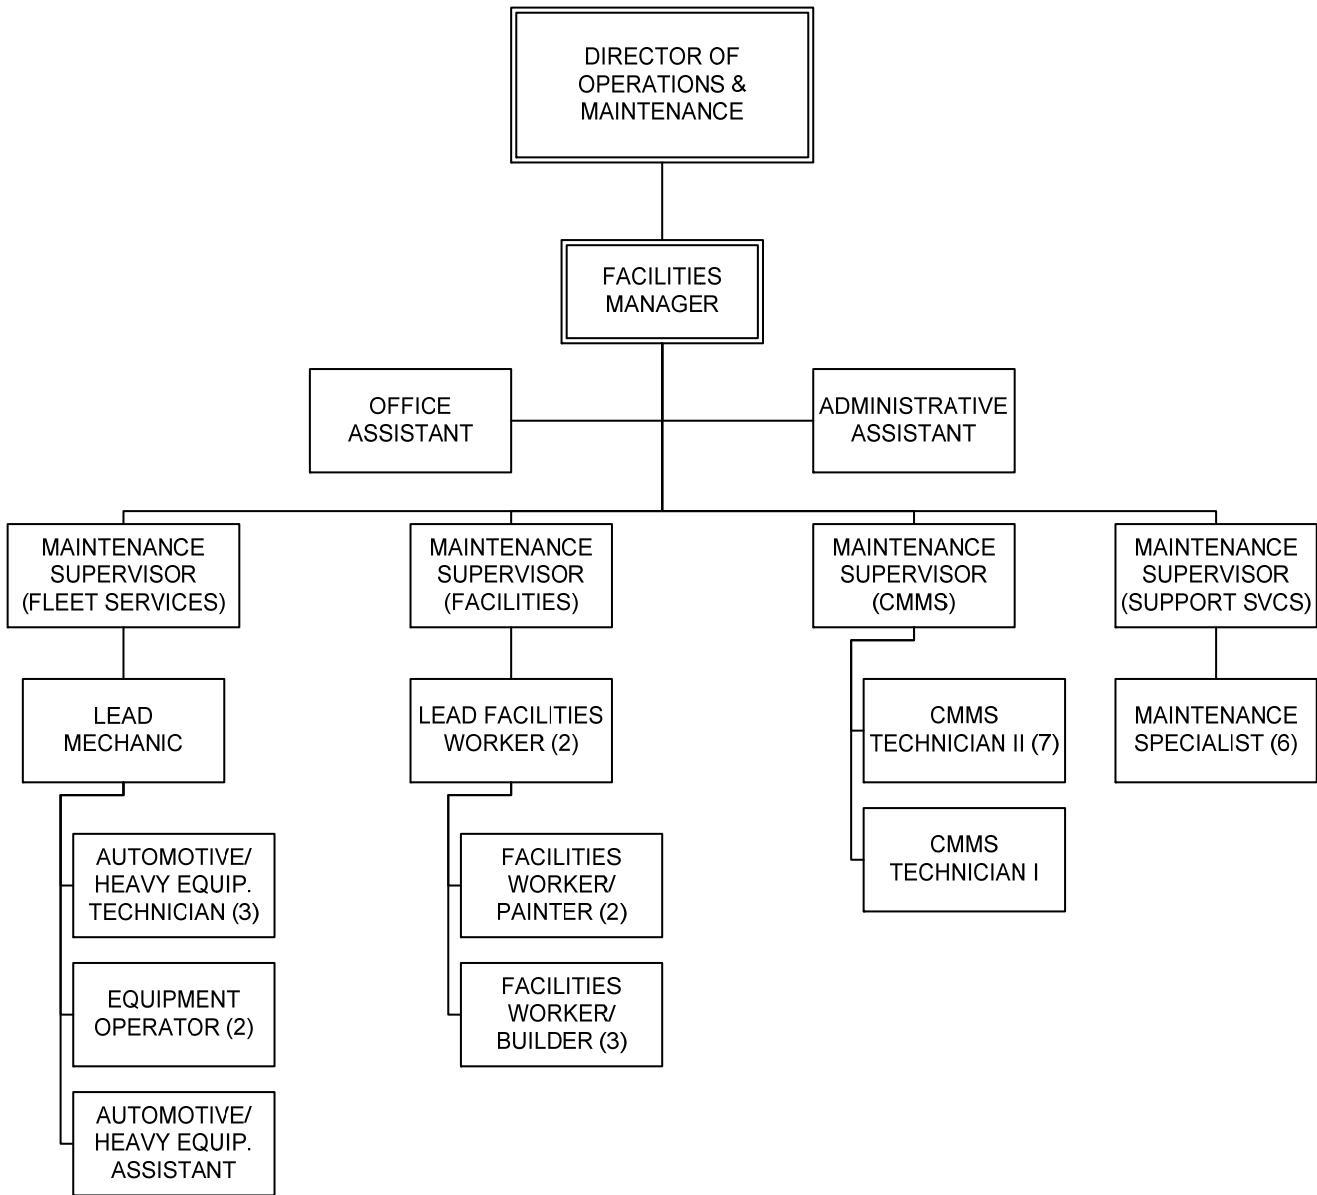 DIRECTOR OF
OPERATIONS &
MAINTENANCE
FACILITIES
MANAGER
OFFICE
ASSISTANT
ADMINISTRATIVE
ASSISTANT
MAINTENANCE
SUPERVISOR
(FLEET SERVICES)
MAINTENANCE
SUPERVISOR
(FACILITIES)
MAINTENANCE
SUPERVISOR
(CMMS)
MAINTENANCE
SUPERVISOR
(SUPPORT SVCS)
LEAD
MECHANIC
LEAD FACILITIES
WORKER (2)
CMMS
TECHNICIAN II (7)
MAINTENANCE
SPECIALIST (6)
AUTOMOTIVE/
HEAVY EQUIP.
TECHNICIAN (3)
FACILITIES
WORKER/
PAINTER (2)
CMMS
TECHNICIAN I
EQUIPMENT
OPERATOR (2)
FACILITIES
WORKER/
BUILDER (3)
AUTOMOTIVE/
HEAVY EQUIP.
ASSISTANT